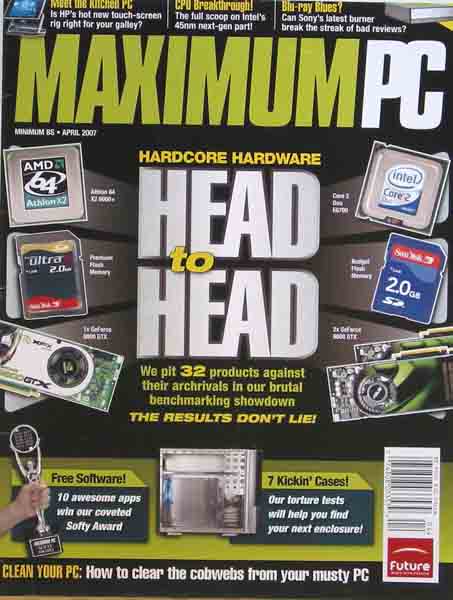 Meet the Kitchen PC
Is HP's hot new touch-screen
rig right for your galley?
CPU Breakthrough!
The full scoop on Intel's
45nm next-gen part!
Blu-ray Blues?
Can Sony's latest burner
break the streak of bad reviews?
MAXIMUMPC
MINIMUM BS • APRIL 2007
HARDCORE HARDWARE
HEAD
to
HEAD
AMD
64
Athlon X2
Athlon 64
X2 6000+
intel
Core 2
Core 2
Duo
E6700
ultra
2.0GB
Premium
Flash
Memory
SanDisk
2.0GB
SD
Budget
Flash
Memory
XFX
GTX
1x GeForce
8800 GTX
2x GeForce
8800 GTX
We pit 32 products against
their archrivals in our brutal
benchmarking showdown
THE RESULTS DON'T LIE!
Free Software!
10 awesome apps
win our coveted
Softy Award
MAXIMUM PC
SOFTY
AWARD
7 Kickin' Cases!
Our torture tests
will help you find
your next enclosure!
future
CLEAN YOUR PC: How to clear the cobwebs from your musty PC